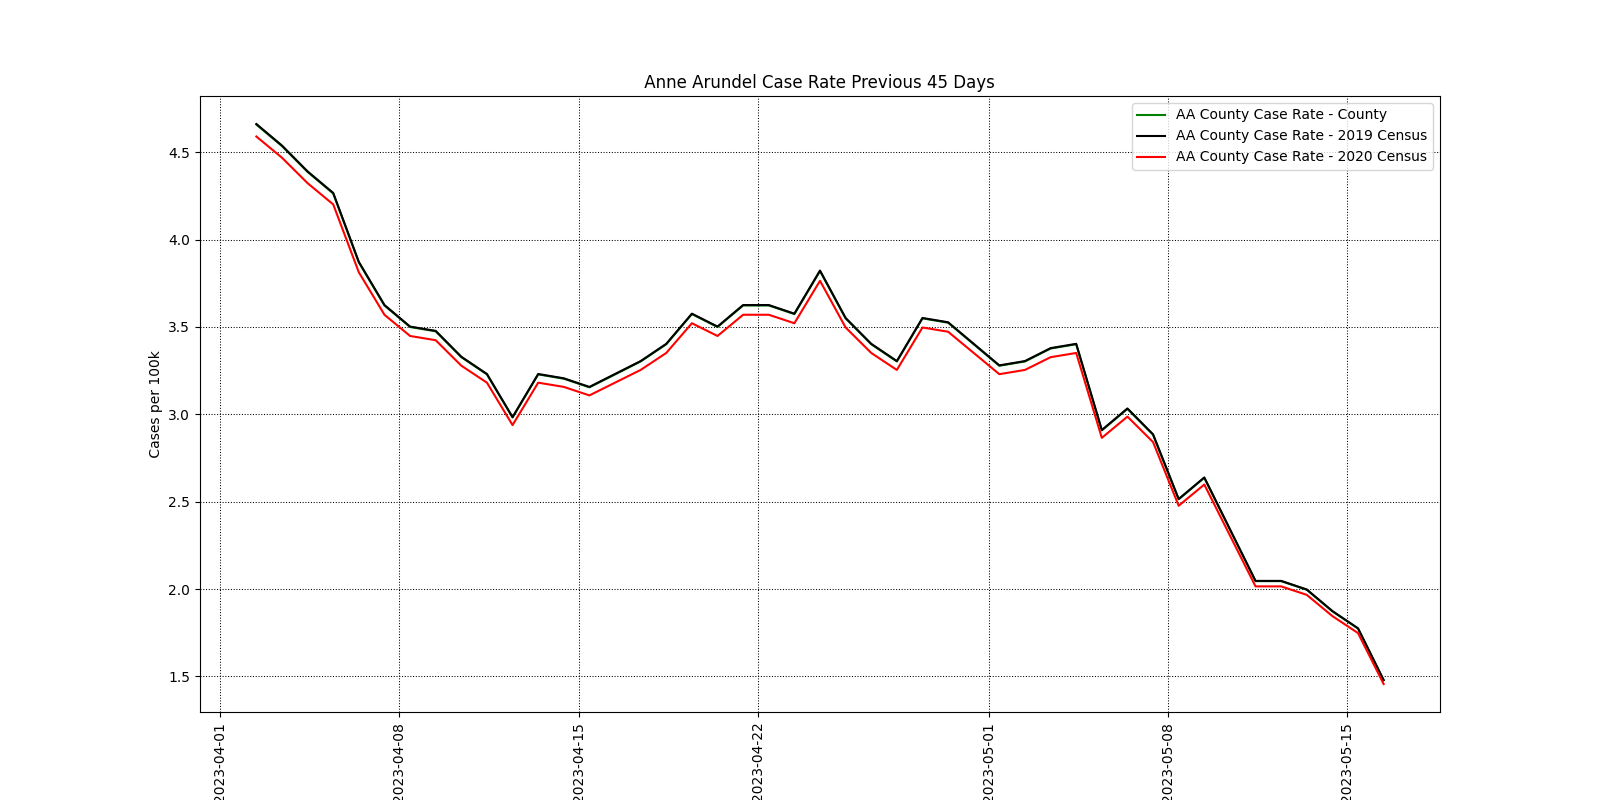 Anne Arundel Case Rate Previous 45 Days
AA County Case Rate - County
AA County Case Rate - 2019 Census
AA County Case Rate - 2020 Census
Cases per 100k
4.5
4.0
3.5
3.0
2.5
2.0
1.5
2023-04-01
2023-04-08
2023-04-15
2023-04-22
2023-05-01
2023-05-08
2023-05-15